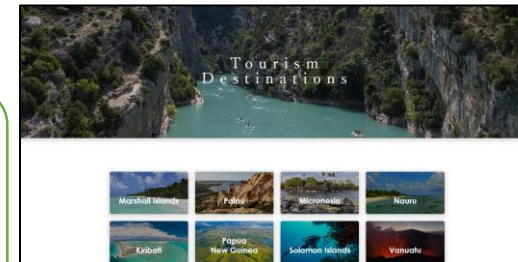 Tourism
Destinations
Marshall Islands
Palau
Micronesia
Nauru
Kiribati
Papua
New Guinea
Solomon Islands
Vanuatu